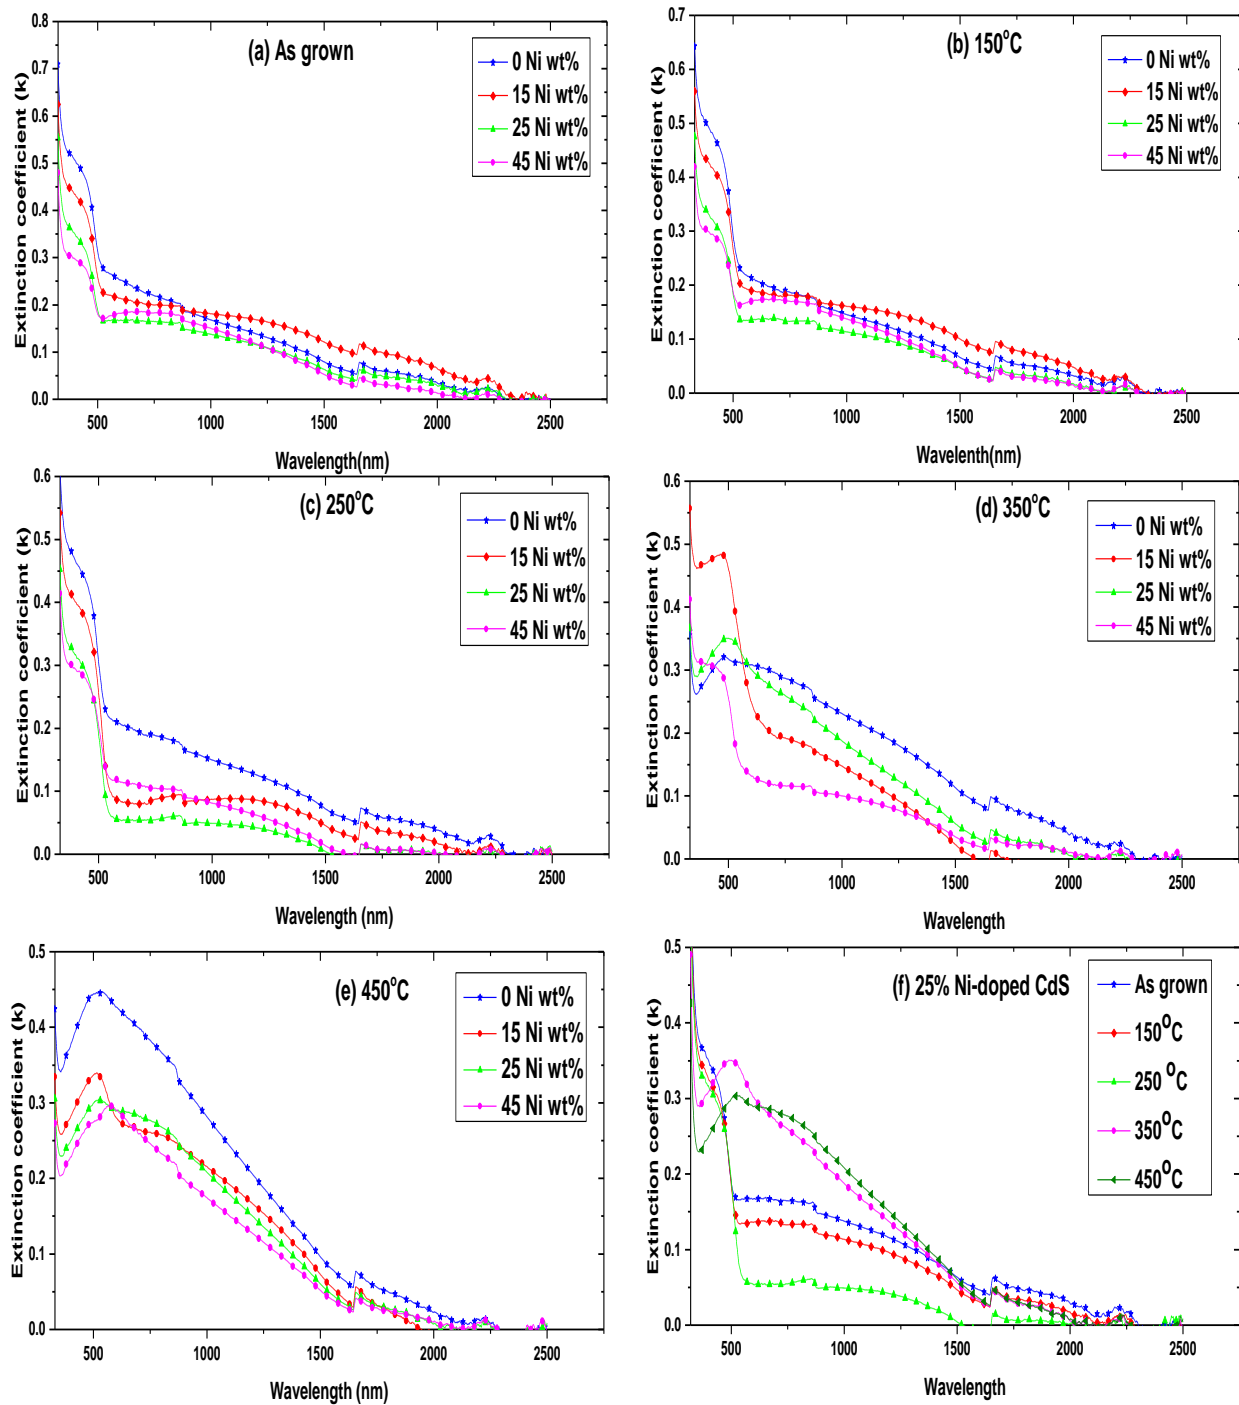 (a) As grown
0 Ni wt%
15 Ni wt%
25 Ni wt%
45 Ni wt%
Extinction coefficient (k)
0.8
0.7
0.6
0.5
0.4
0.3
0.2
0.1
0.0
500 1000 1500 2000 2500
Wavelength(nm)
(b) 150°C
0 Ni wt%
15 Ni wt%
25 Ni wt%
45 Ni wt%
Extinction coefficient (k)
0.7
0.6
0.5
0.4
0.3
0.2
0.1
0.0
500 1000 1500 2000 2500
Wavelenth(nm)
(c) 250°C
0 Ni wt%
15 Ni wt%
25 Ni wt%
45 Ni wt%
Extinction coefficient (k)
0.6
0.5
0.4
0.3
0.2
0.1
0.0
500 1000 1500 2000 2500
Wavelength (nm)
(d) 350°C
0 Ni wt%
15 Ni wt%
25 Ni wt%
45 Ni wt%
Extinction coefficient (k)
0.6
0.5
0.4
0.3
0.2
0.1
0.0
500 1000 1500 2000 2500
Wavelength
(e) 450°C
0 Ni wt%
15 Ni wt%
25 Ni wt%
45 Ni wt%
Extinction coefficient (k)
0.5
0.4
0.3
0.2
0.1
0.0
500 1000 1500 2000 2500
Wavelength (nm)
(f) 25% Ni-doped CdS
As grown
150⁰C
250 ⁰C
350⁰C
450⁰C
Extinction coefficient (k)
0.5
0.4
0.3
0.2
0.1
0.0
500 1000 1500 2000 2500
Wavelength